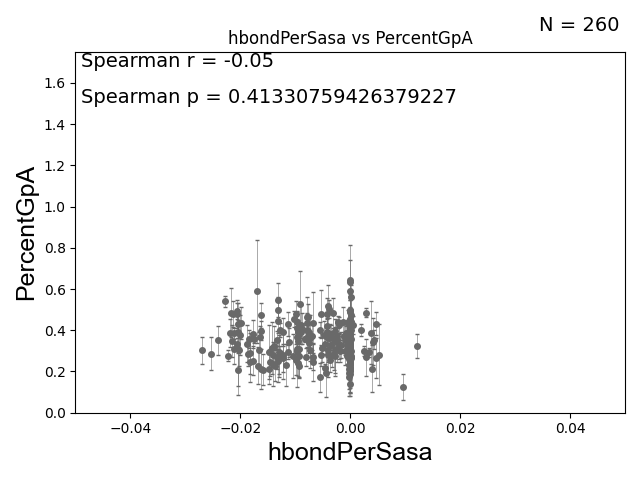 N = 260
hbondPerSasa vs PercentGpA
Spearman r = -0.05
Spearman p = 0.41330759426379227
PercentGpA
1.6
1.4
1.2
1.0
0.8
0.6
0.4
0.2
0.0
−0.04 −0.02 0.00 0.02 0.04
hbondPerSasa